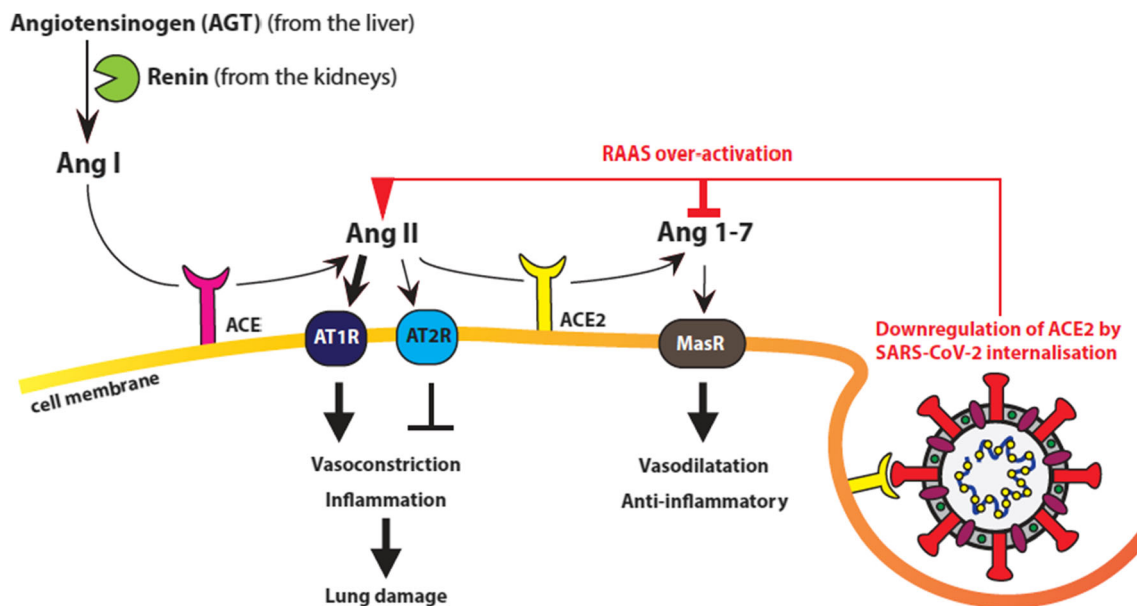 Angiotensinogen (AGT) (from the liver)
Renin (from the kidneys)
Ang I
RAAS over-activation
Ang II
Ang 1-7
ACE
AT1R
AT2R
ACE2
MasR
Downregulation of ACE2 by
SARS-CoV-2 internalisation
cell membrane
Vasoconstriction
Inflammation
Lung damage
Vasodilatation
Anti-inflammatory